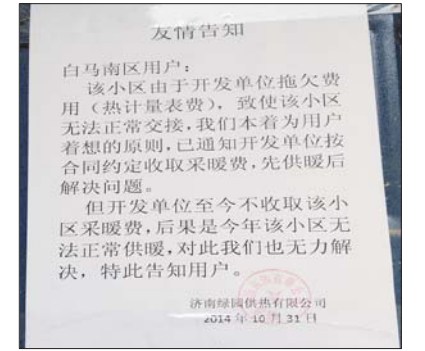 友情告知
白马南区用户：
该小区由于开发单位拖欠费
用（热计量表费），致使该小区
无法正常交接，我们本着为用户
着想的原则，已通知开发单位按
合同约定收取采暖费，先供暖后
解决问题。
但开发单位至今不收取该小
区采暖费，后果是今年该小区无
法正常供暖，对此我们也无力解
决，特此告知用户。
济南绿园供热有限公司
2014年10月31日